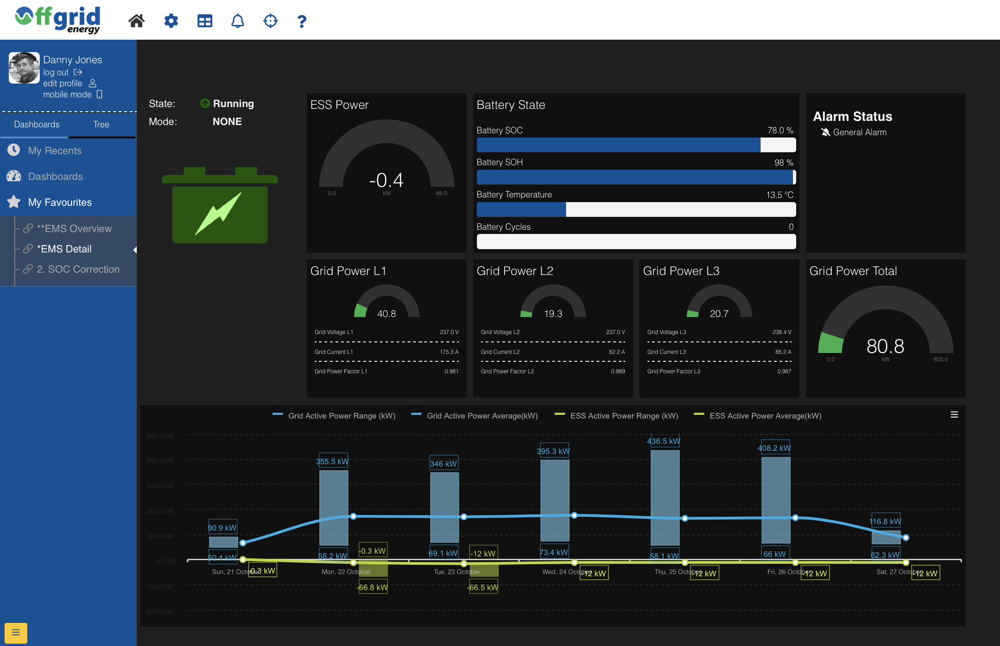 offgrid
energy
?
Danny Jones
log out
edit profile
mobile mode
Dashboards Tree
My Recents
Dashboards
My Favourites
**EMS Overview
*EMS Detail
2. SOC Correction
State: Running
Mode: NONE
ESS Power
-0.4
0.0 kW 66.0
Battery State
Battery SOC 78.0 %
Battery SOH 98 %
Battery Temperature 13.5 °C
Battery Cycles 0
Alarm Status
General Alarm
Grid Power L1
40.8
Grid Voltage L1 237.0 V
Grid Current L1 175.3 A
Grid Power Factor L1 0.981
Grid Power L2
19.3
Grid Voltage L2 237.0 V
Grid Current L2 82.2 A
Grid Power Factor L2 0.989
Grid Power L3
20.7
Grid Voltage L3 238.4 V
Grid Current L3 88.2 A
Grid Power Factor L3 0.987
Grid Power Total
80.8
0.0 kW 800.0
Grid Active Power Range (kW) Grid Active Power Average(kW) ESS Active Power Range (kW) ESS Active Power Average(kW)
500.0 kW
400.0 kW
300.0 kW
200.0 kW
100.0 kW
0.0 kW
-100.0 kW
-200.0 kW
90.9 kW 355.5 kW 346 kW 395.3 kW 436.5 kW 408.2 kW 116.8 kW
50.4 kW 58.2 kW 69.1 kW 73.4 kW 58.1 kW 66 kW 62.3 kW
-0.3 kW -12 kW
-0.3 kW -12 kW -12 kW -12 kW -12 kW
-66.8 kW -66.5 kW
Sun, 21 October Mon, 22 October Tue, 23 October Wed, 24 October Thu, 25 October Fri, 26 October Sat, 27 October